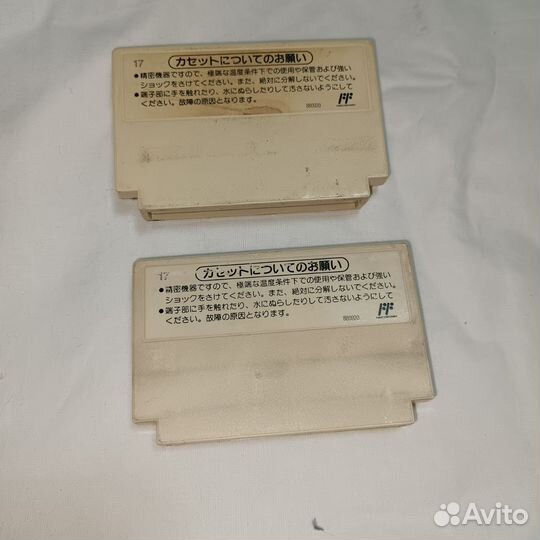 17
カセットについてのお願い
●精密機器ですので、極端な温度条件下での使用や保管および強い
ショックをさけてください。また、絶対に分解しないでください。
●端子部に手を触れたり、水にぬらしたりして汚さないようにして
ください。故障の原因となります。
FF
17
カセットについてのお願い
●精密機器ですので、極端な温度条件下での使用や保管および強い
ショックをさけてください。また、絶対に分解しないでください。
●端子部に手を触れたり、水にぬらしたりして汚さないようにして
ください。故障の原因となります。
FF
Avito